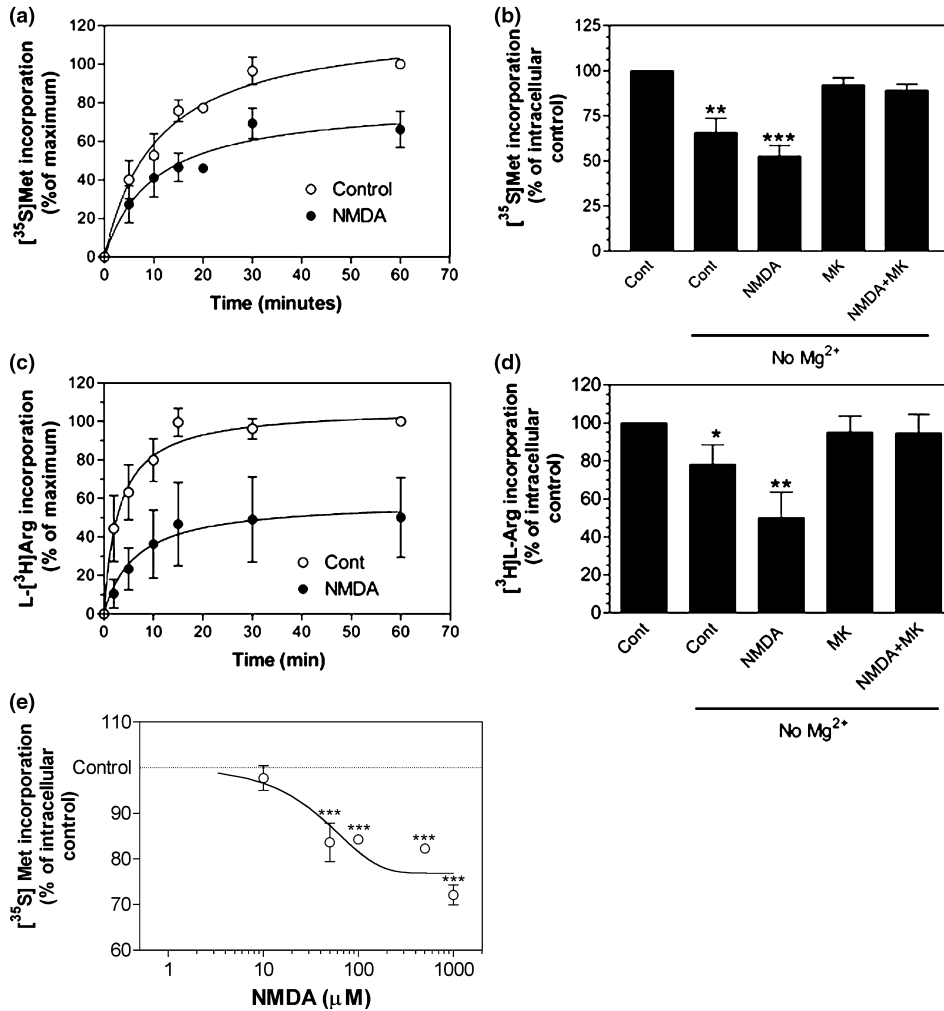 (a)
[³⁵S]Met incorporation
(%of maximum)
120
100
80
60
40
20
0
Control
NMDA
0 10 20 30 40 50 60 70
Time (minutes)
(b)
[³⁵S]Met incorporation
(% of intracellular
control)
125
100
75
50
25
0
**
***
Cont
Cont
NMDA
MK
NMDA+MK
No Mg²⁺
(c)
L-[³H]Arg incorporation
(% of maximum)
120
100
80
60
40
20
0
Cont
NMDA
0 10 20 30 40 50 60 70
Time (min)
(d)
[³H]L-Arg incorporation
(% of intracellular
control)
120
100
80
60
40
20
0
*
**
Cont
Cont
NMDA
MK
NMDA+MK
No Mg²⁺
(e)
[³⁵S] Met incorporation
(% of intracellular
control)
110
Control
90
80
70
60
***
***
***
***
1 10 100 1000
NMDA (μM)